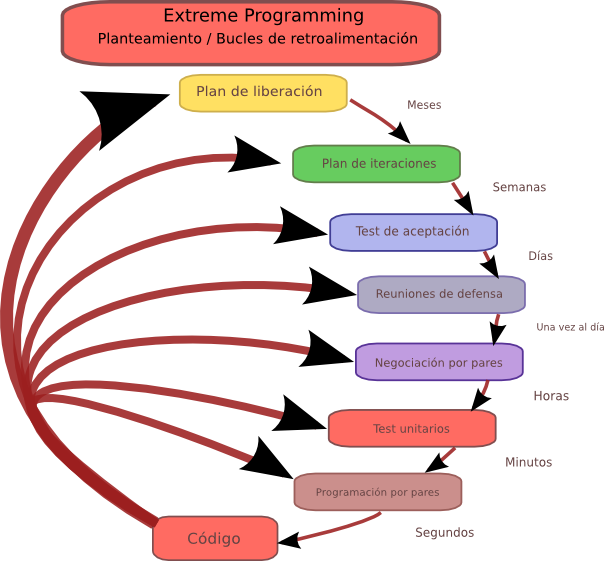 Extreme Programming
Planteamiento / Bucles de retroalimentación
Plan de liberación
Meses
Plan de iteraciones
Semanas
Test de aceptación
Días
Reuniones de defensa
Una vez al día
Negociación por pares
Horas
Test unitarios
Minutos
Programación por pares
Segundos
Código